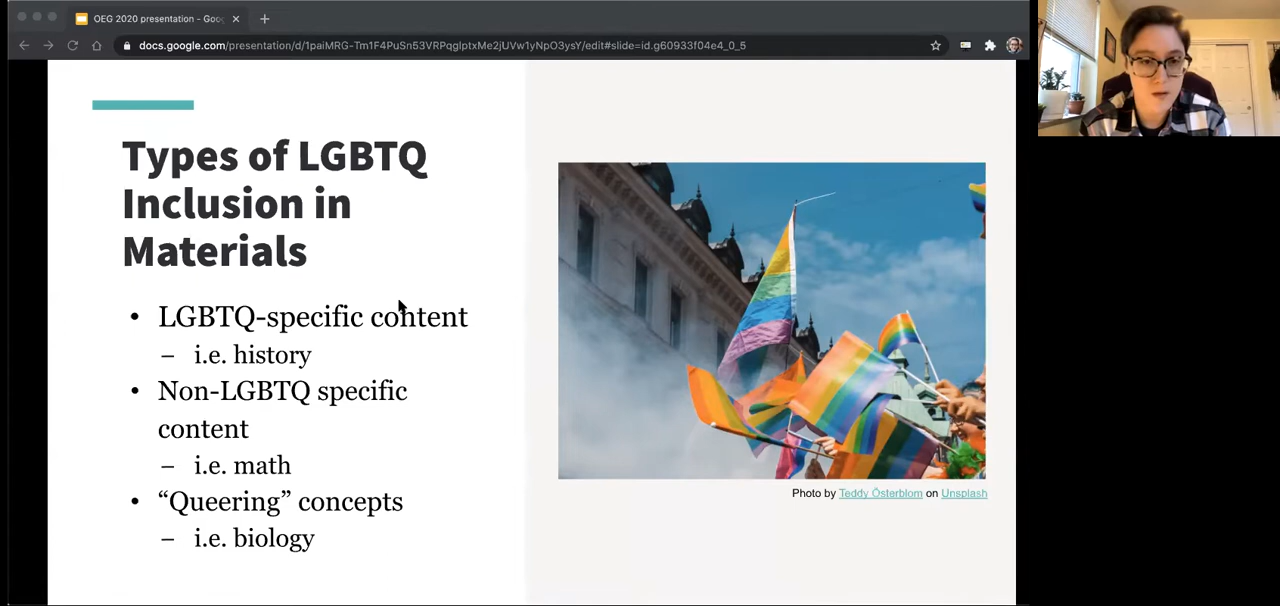 OEG 2020 presentation - Goo
docs.google.com/presentation/d/1paiMRG-Tm1F4PuSn53VRPqglptxMe2jUVw1yNpO3ysY/edit#slide=id.g60933f04e4_0_5
Types of LGBTQ
Inclusion in
Materials
• LGBTQ-specific content
– i.e. history
• Non-LGBTQ specific
content
– i.e. math
• “Queering” concepts
– i.e. biology
Photo by Teddy Österblom on Unsplash